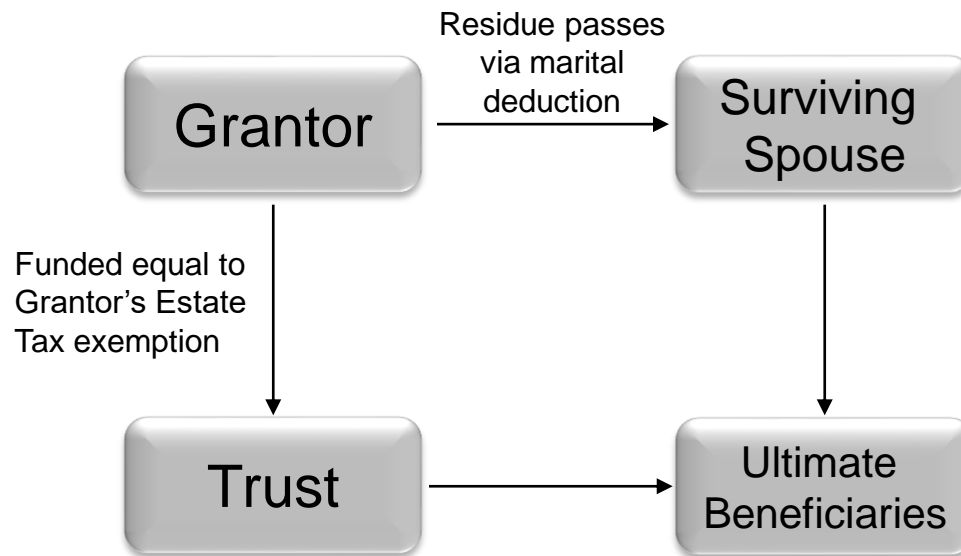 Residue passes
via marital
deduction
Grantor
Surviving
Spouse
Funded equal to
Grantor’s Estate
Tax exemption
Trust
Ultimate
Beneficiaries